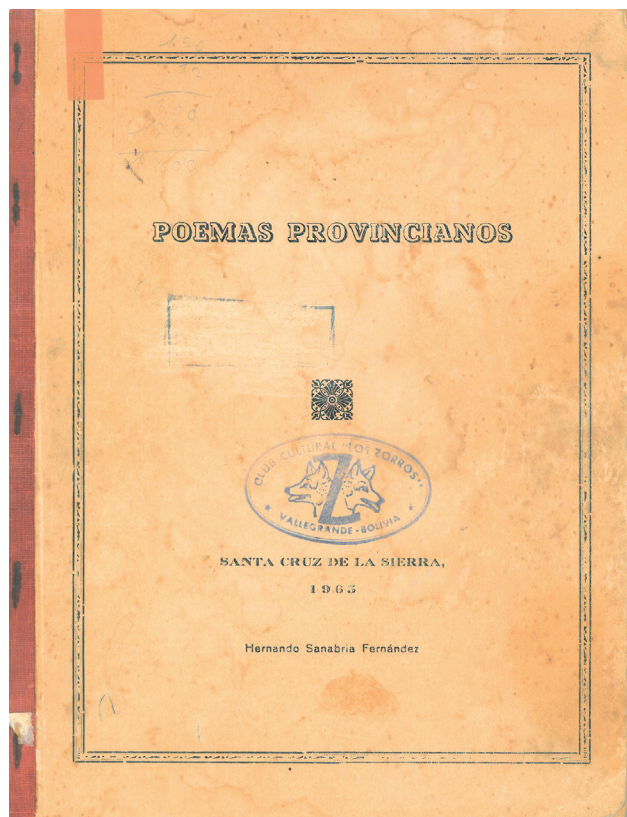 POEMAS PROVINCIANOS
CLUB CULTURAL "LOS ZORROS"
Z
* VALLEGRANDE - BOLIVIA *
SANTA CRUZ DE LA SIERRA,
1965
Hernando Sanabria Fernández